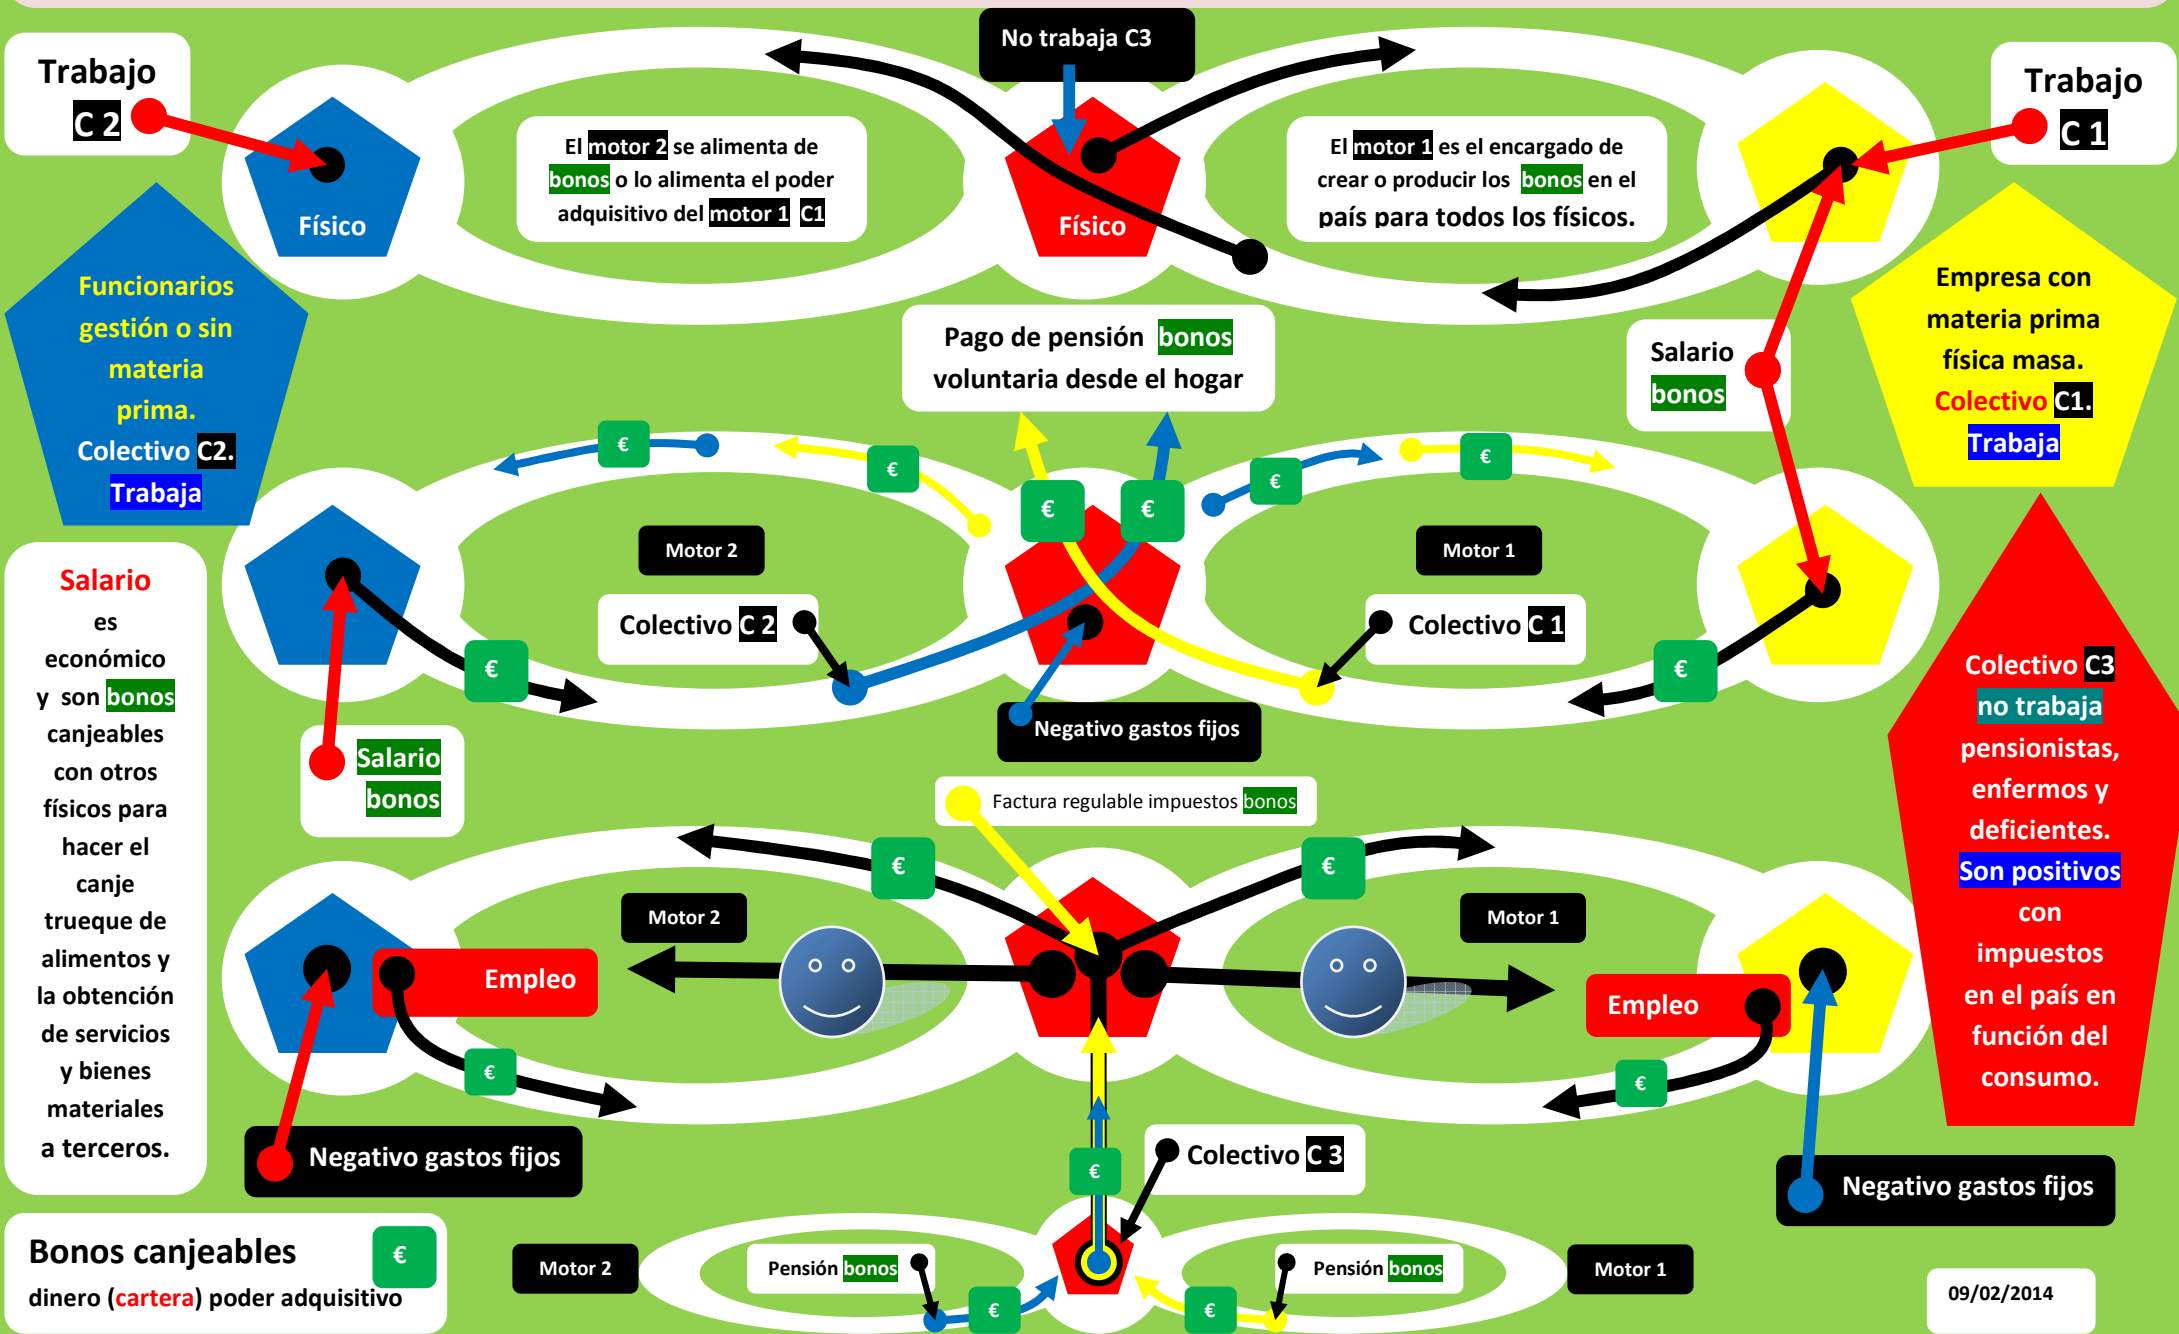 No trabaja C3
Trabajo
C 2
Trabajo
C 1
El motor 2 se alimenta de
bonos o lo alimenta el poder
adquisitivo del motor 1 C1
El motor 1 es el encargado de
crear o producir los bonos en el
país para todos los físicos.
Físico
Físico
Funcionarios
gestión o sin
materia
prima.
Colectivo C2.
Trabaja
Empresa con
materia prima
física masa.
Colectivo C1.
Trabaja
Pago de pensión bonos
voluntaria desde el hogar
Salario
bonos
€
€
€
€
€
€
Motor 2
Motor 1
Colectivo C 2
Colectivo C 1
€
€
Salario
es
económico
y son bonos
canjeables
con otros
físicos para
hacer el
canje
trueque de
alimentos y
la obtención
de servicios
y bienes
materiales
a terceros.
Colectivo C3
no trabaja
pensionistas,
enfermos y
deficientes.
Son positivos
con
impuestos
en el país en
función del
consumo.
Negativo gastos fijos
Salario
bonos
Factura regulable impuestos bonos
€
€
Motor 2
Motor 1
Empleo
Empleo
€
€
Negativo gastos fijos
Colectivo C 3
€
Negativo gastos fijos
Bonos canjeables €
dinero (cartera) poder adquisitivo
Motor 2
Pensión bonos
Pensión bonos
Motor 1
€
€
09/02/2014